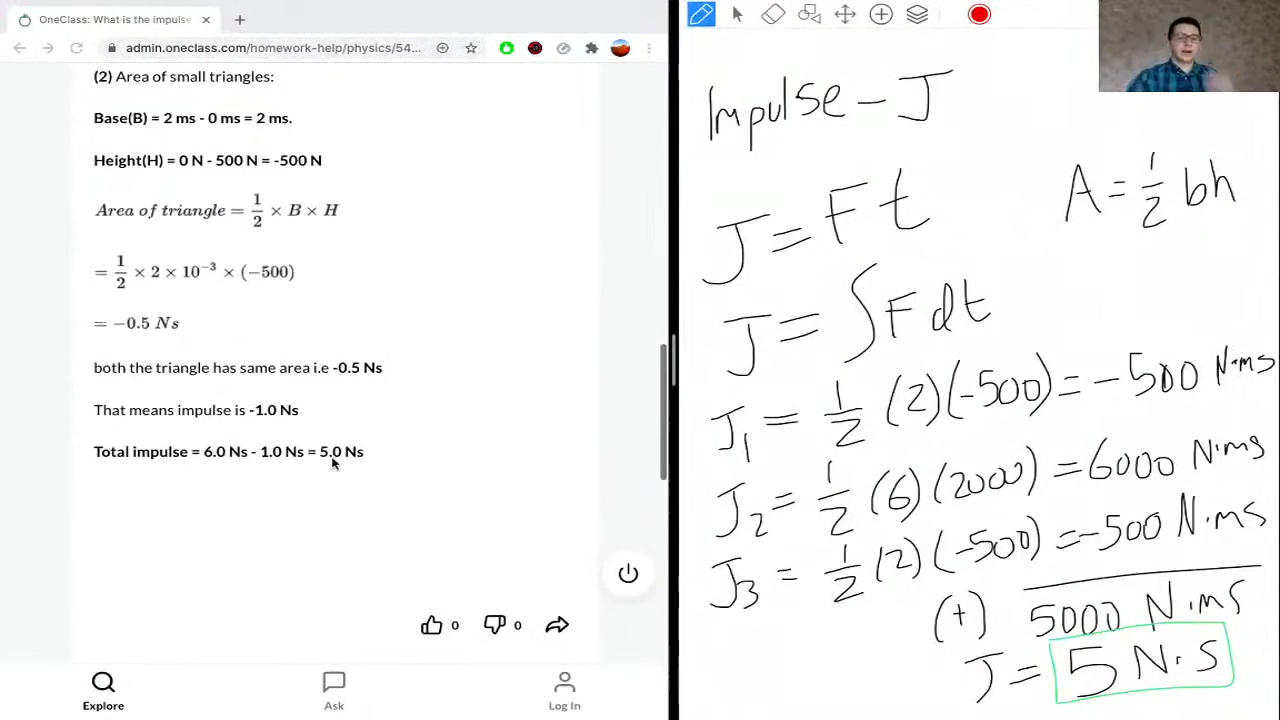 OneClass: What is the impulse
admin.oneclass.com/homework-help/physics/54...
(2) Area of small triangles:
Base(B) = 2 ms - 0 ms = 2 ms.
Height(H) = 0 N - 500 N = -500 N
Area of triangle = 1/2 × B × H
= 1/2 × 2 × 10⁻³ × (−500)
= −0.5 Ns
both the triangle has same area i.e -0.5 Ns
That means impulse is -1.0 Ns
Total impulse = 6.0 Ns - 1.0 Ns = 5.0 Ns
0 0
Explore Ask Log In
Impulse - J
J = Ft
A = 1/2 bh
J = ∫F dt
J₁ = 1/2 (2)(-500) = -500 N·ms
J₂ = 1/2 (6)(2000) = 6000 N·ms
J₃ = 1/2 (2)(-500) = -500 N·ms
(+) 5000 N·ms
J = 5 N·s